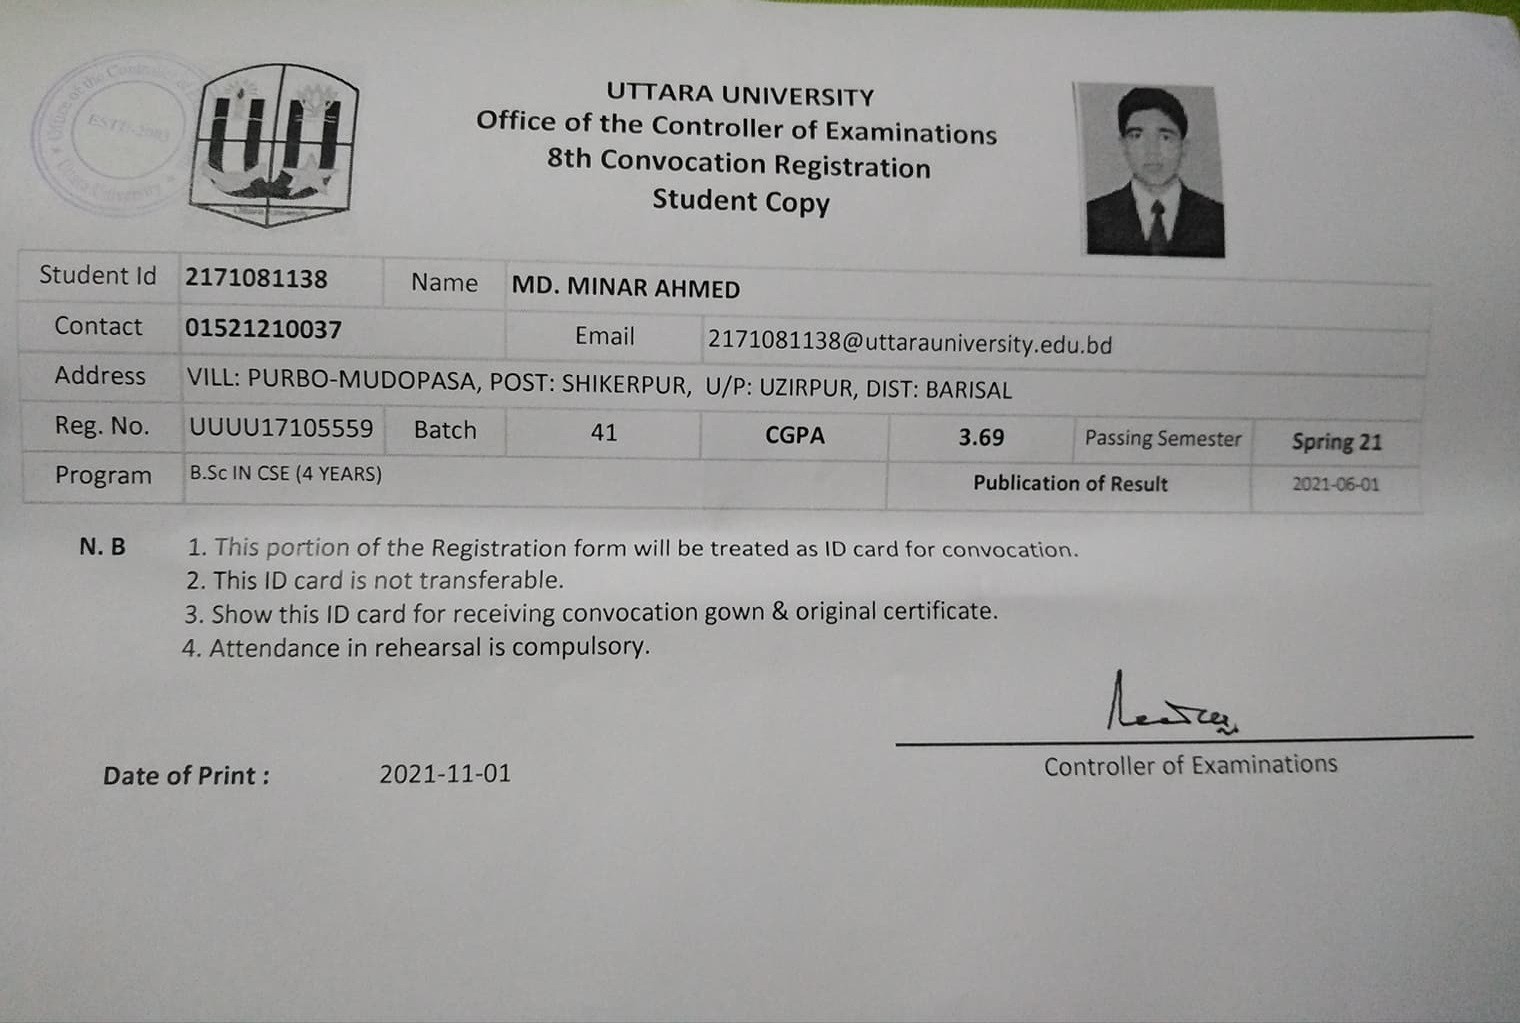 UTTARA UNIVERSITY
Office of the Controller of Examinations
8th Convocation Registration
Student Copy
Office of the Controller of
ESTD-2003
Uttara University
Uttara University
Student Id 2171081138 Name MD. MINAR AHMED
Contact 01521210037 Email 2171081138@uttarauniversity.edu.bd
Address VILL: PURBO-MUDOPASA, POST: SHIKERPUR, U/P: UZIRPUR, DIST: BARISAL
Reg. No. UUUU17105559 Batch 41 CGPA 3.69 Passing Semester Spring 21
Program B.Sc IN CSE (4 YEARS) Publication of Result 2021-06-01
N. B 1. This portion of the Registration form will be treated as ID card for convocation.
2. This ID card is not transferable.
3. Show this ID card for receiving convocation gown & original certificate.
4. Attendance in rehearsal is compulsory.
Controller of Examinations
Date of Print : 2021-11-01